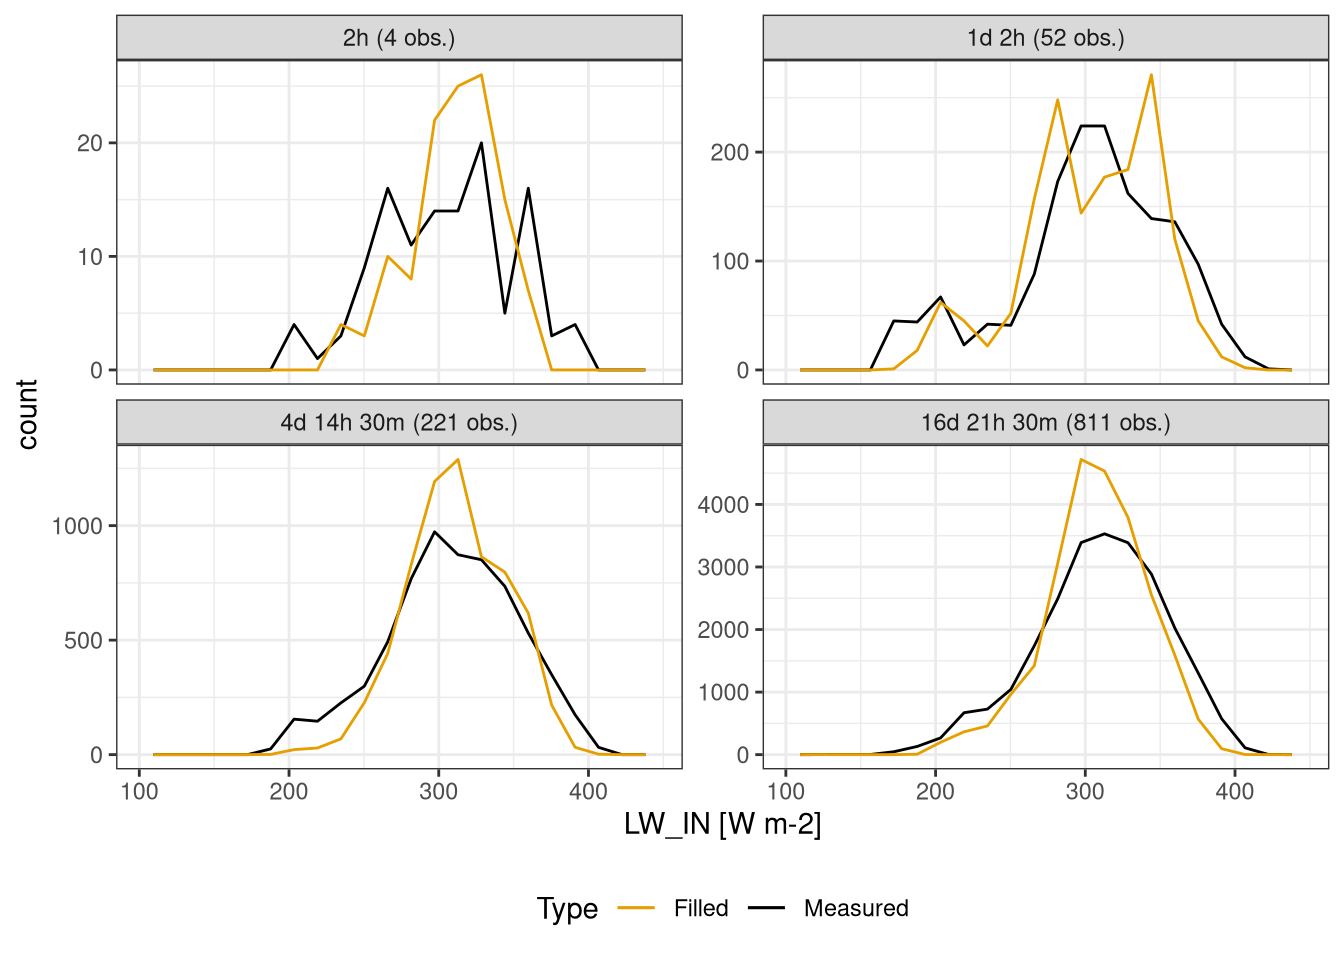 2h (4 obs.)
1d 2h (52 obs.)
20
10
0
200
100
0
count
4d 14h 30m (221 obs.)
16d 21h 30m (811 obs.)
1000
500
0
4000
3000
2000
1000
0
100 200 300 400
100 200 300 400
LW_IN [W m-2]
Type Filled Measured